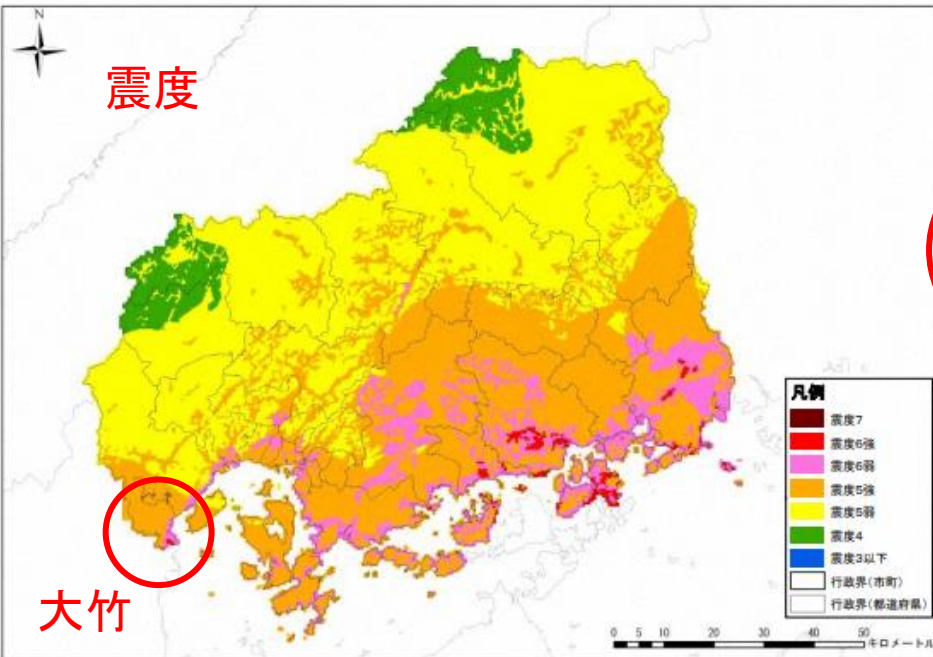 N
震度
凡例
震度7
震度6強
震度6弱
震度5強
震度5弱
震度4
震度3以下
行政界(市町)
行政界(都道府県)
大竹
0 5 10 20 30 40 50
キロメートル